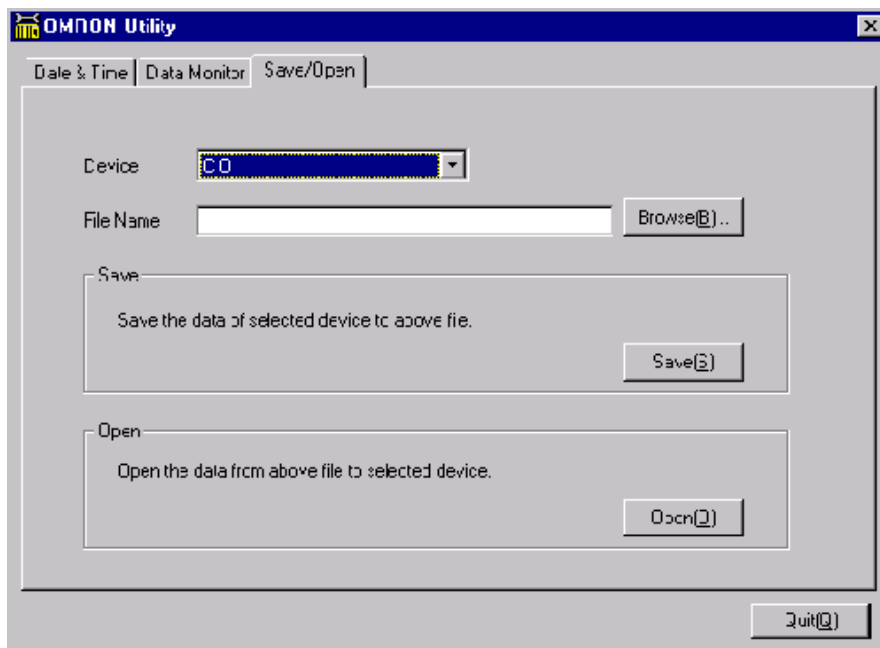 OMRON Utility
Date & Time
Data Monitor
Save/Open
Device
CIO
File Name
Browse(B)...
Save
Save the data of selected device to above file.
Save(S)
Open
Open the data from above file to selected device.
Open(O)
Quit(Q)